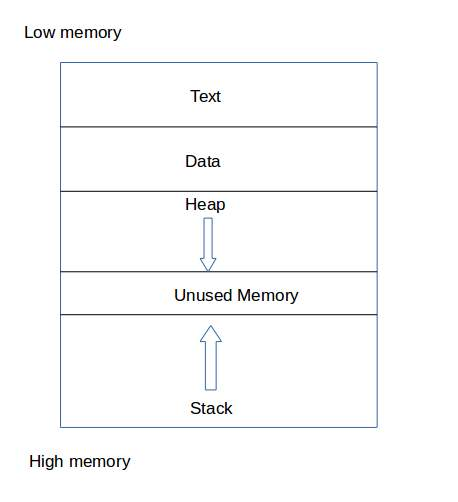 Low memory
Text
Data
Heap
Unused Memory
Stack
High memory